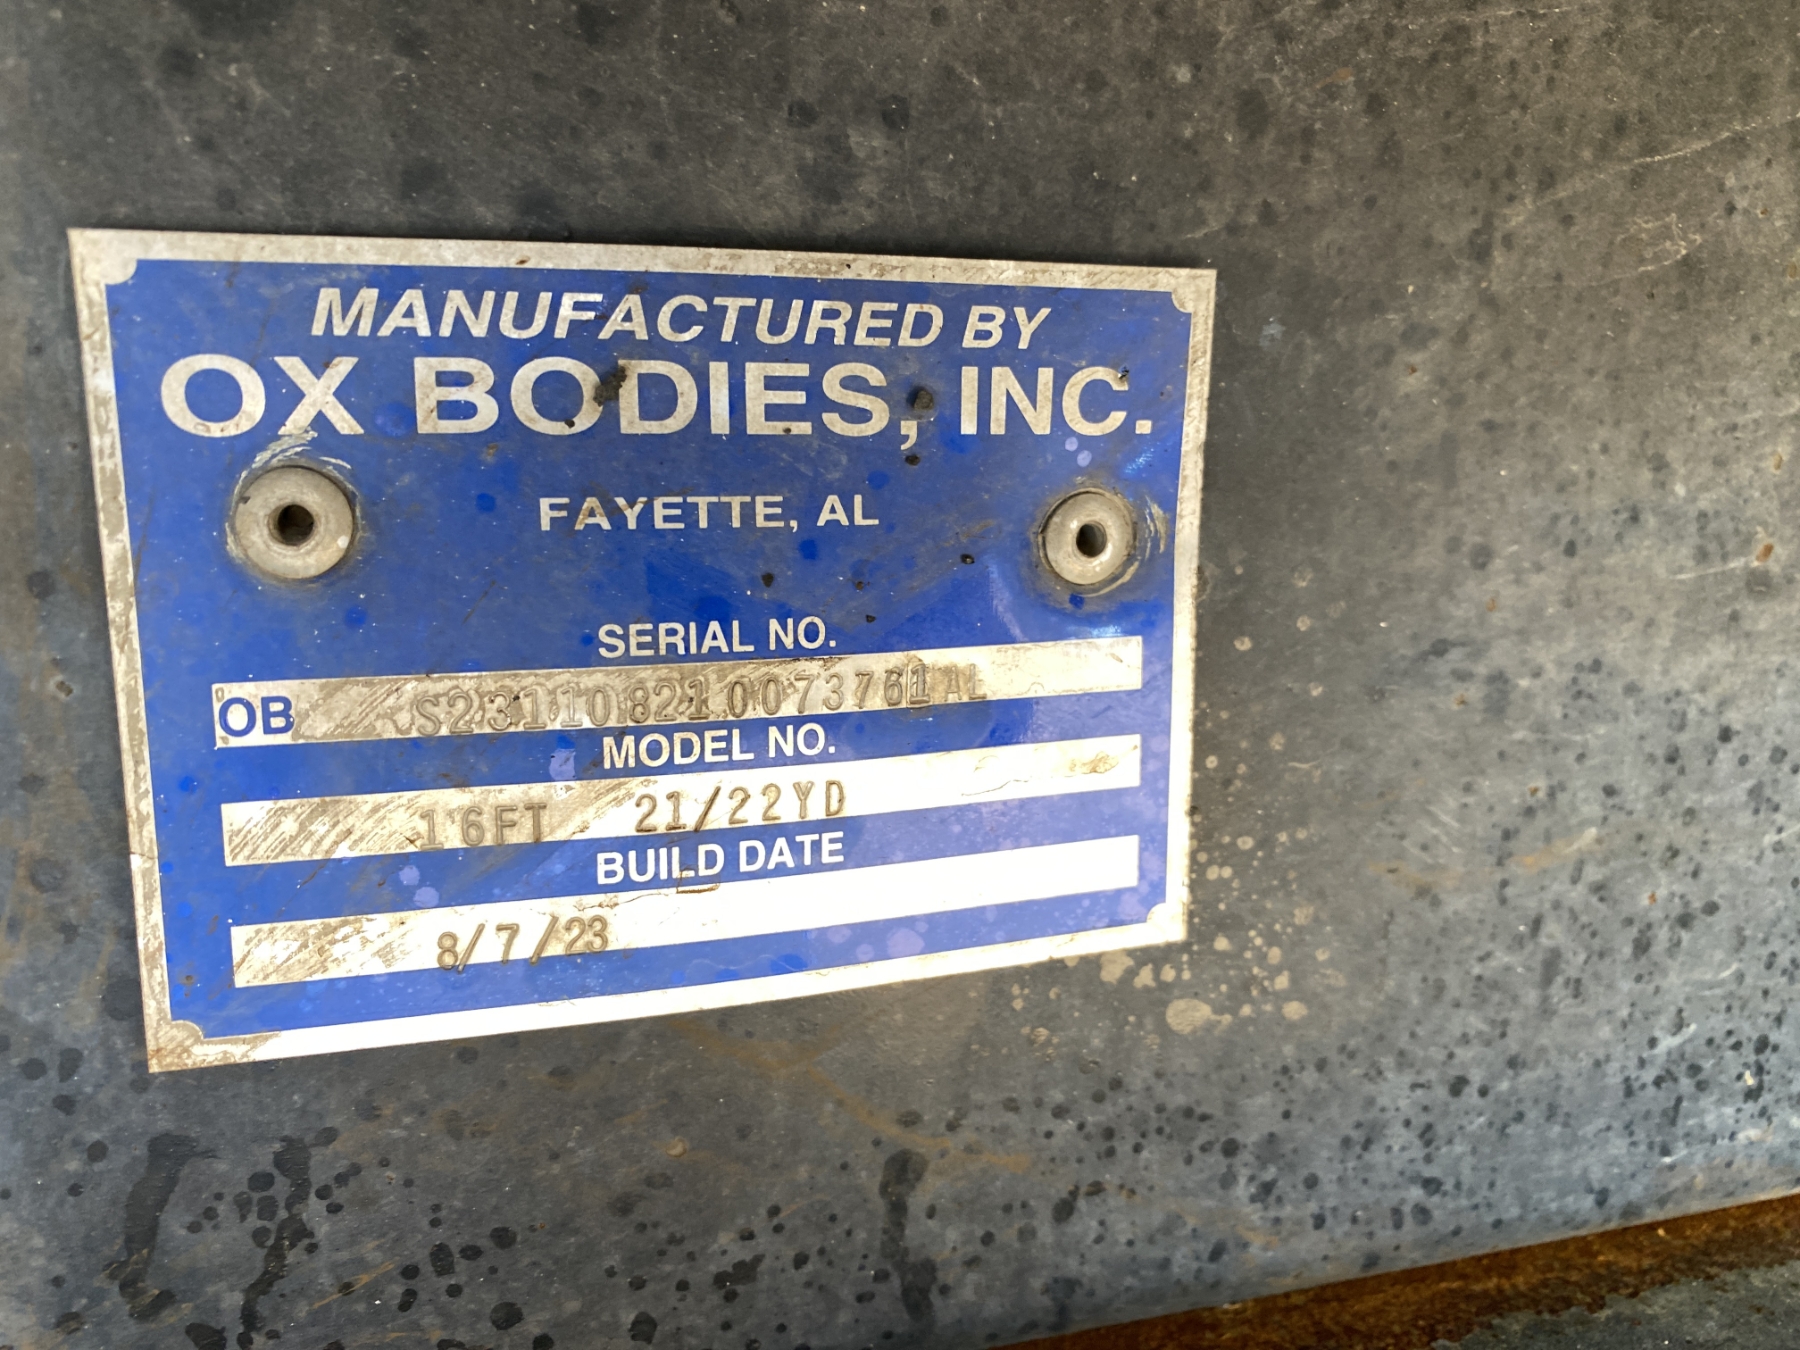 MANUFACTURED BY
OX BODIES, INC.
FAYETTE, AL
SERIAL NO.
OB S231108210073761AL
MODEL NO.
16FT 21/22YD
BUILD DATE
8/7/23